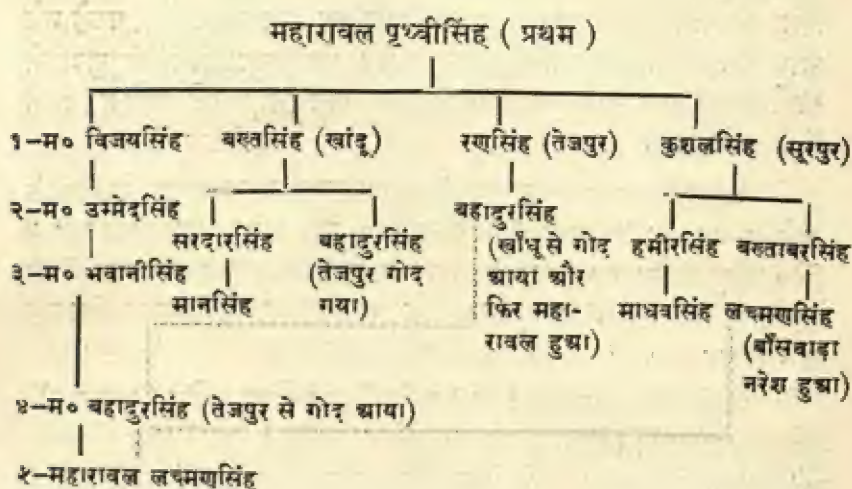 महारावल पृथ्वीसिंह ( प्रथम )
१-म० विजयसिंह बख्तसिंह (खांदू) रणसिंह (तेजपुर) कुशलसिंह (सूरपुर)
२-म० उम्मेदसिंह
सरदारसिंह
मानसिंह
बहादुरसिंह
(तेजपुर गोद
गया)
बहादुरसिंह
(खाँधू से गोद
आया और
फिर महा-
रावल हुआ)
हमीरसिंह बख्ताबरसिंह
माधवसिंह लक्ष्मणसिंह
(बाँसवाड़ा
नरेश हुआ)
३-म० भवानीसिंह
४-म० बहादुरसिंह (तेजपुर से गोद आया)
५-महारावल लक्ष्मणसिंह